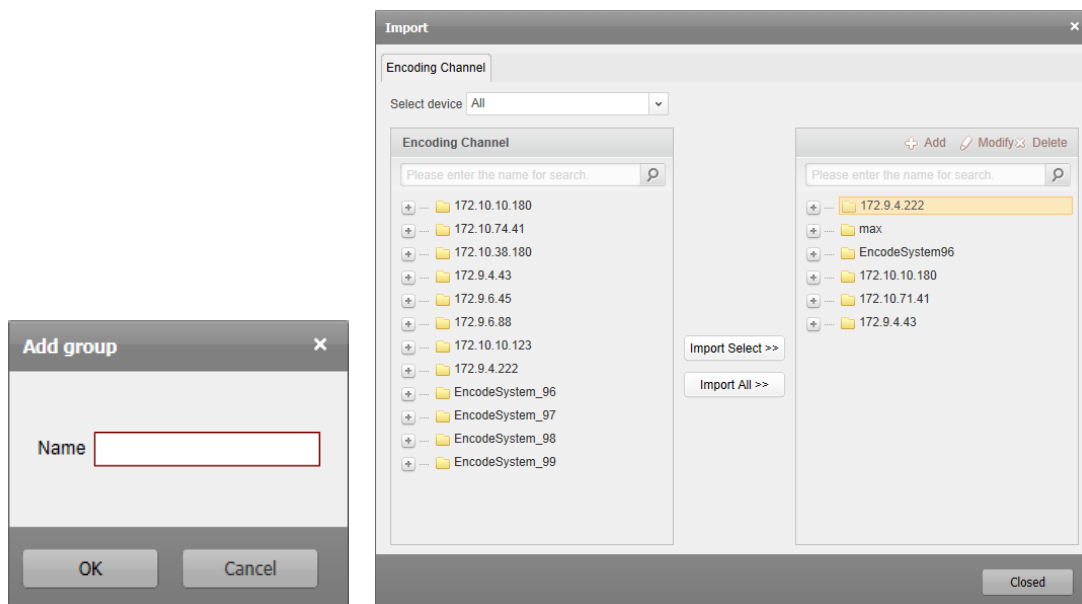 Add group
×
Name
OK Cancel
Import ×
Encoding Channel
Select device All
Encoding Channel
Please enter the name for search.
172.10.10.180
172.10.74.41
172.10.38.180
172.9.4.43
172.9.6.45
172.9.6.88
172.10.10.123
172.9.4.222
EncodeSystem_96
EncodeSystem_97
EncodeSystem_98
EncodeSystem_99
Import Select >>
Import All >>
Add Modify Delete
Please enter the name for search.
172.9.4.222
max
EncodeSystem96
172.10.10.180
172.10.71.41
172.9.4.43
Closed